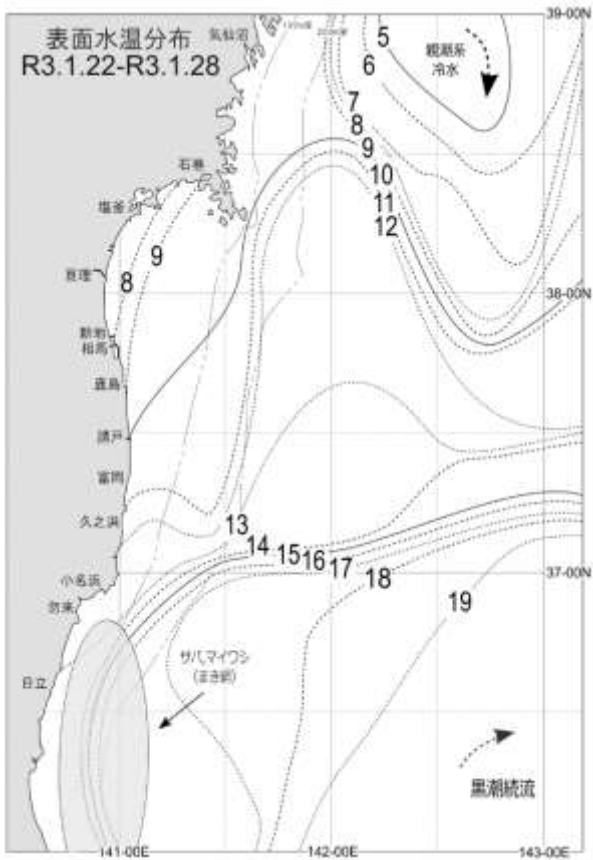 表面水温分布
R3.1.22-R3.1.28
39-00N
気仙沼
5
親潮系
冷水
6
7
8
9
10
11
12
石巻
塩釜
9
8
亘理
38-00N
新地
相馬
鹿島
請戸
富岡
久之浜
13
14
15
16
17
18
19
37-00N
小名浜
勿来
サバ、マイワシ
(まき網)
日立
黒潮続流
141-00E
142-00E
143-00E